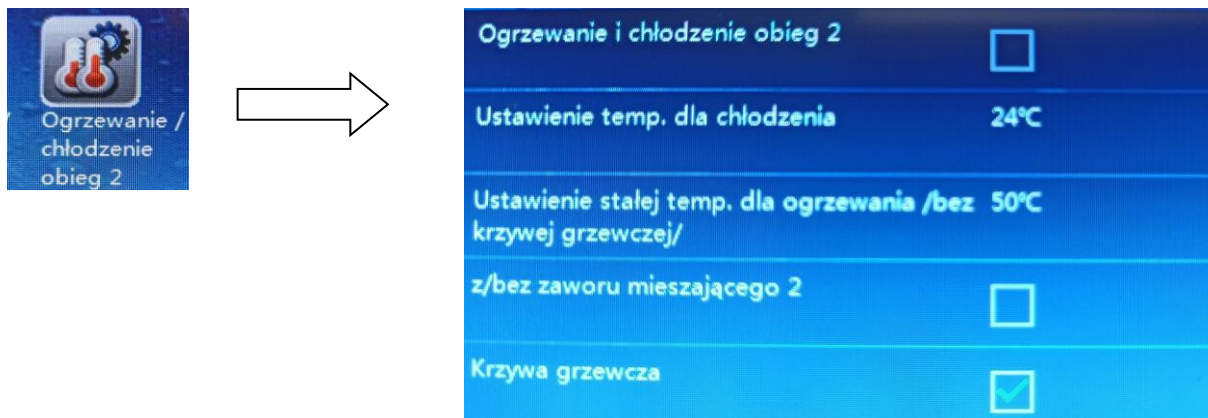 Ogrzewanie /
chłodzenie
obieg 2
Ogrzewanie i chłodzenie obieg 2
Ustawienie temp. dla chłodzenia 24°C
Ustawienie stałej temp. dla ogrzewania /bez 50°C
krzywej grzewczej/
z/bez zaworu mieszającego 2
Krzywa grzewcza